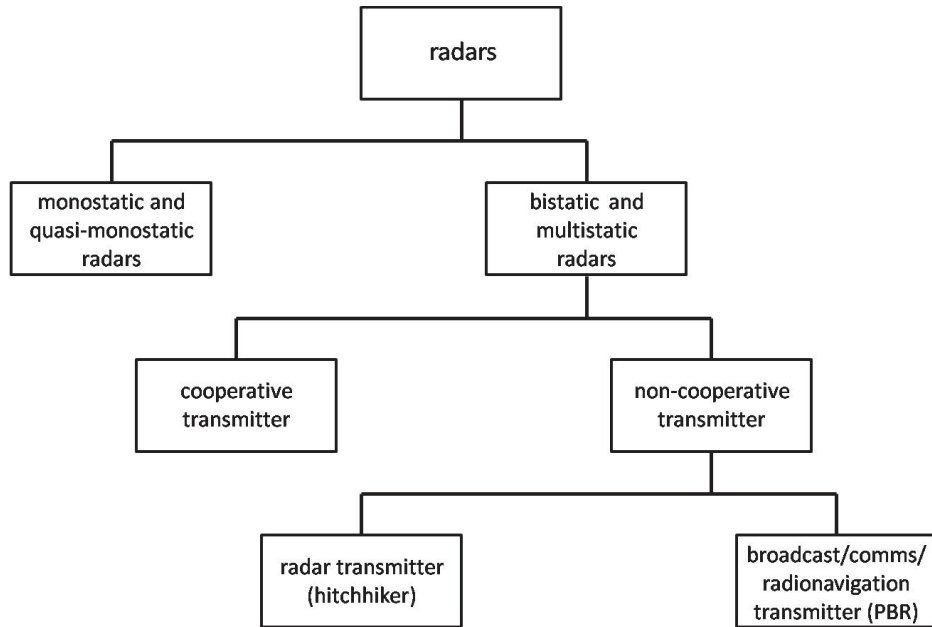 radars
monostatic and
quasi-monostatic
radars
bistatic and
multistatic
radars
cooperative
transmitter
non-cooperative
transmitter
radar transmitter
(hitchhiker)
broadcast/comms/
radionavigation
transmitter (PBR)